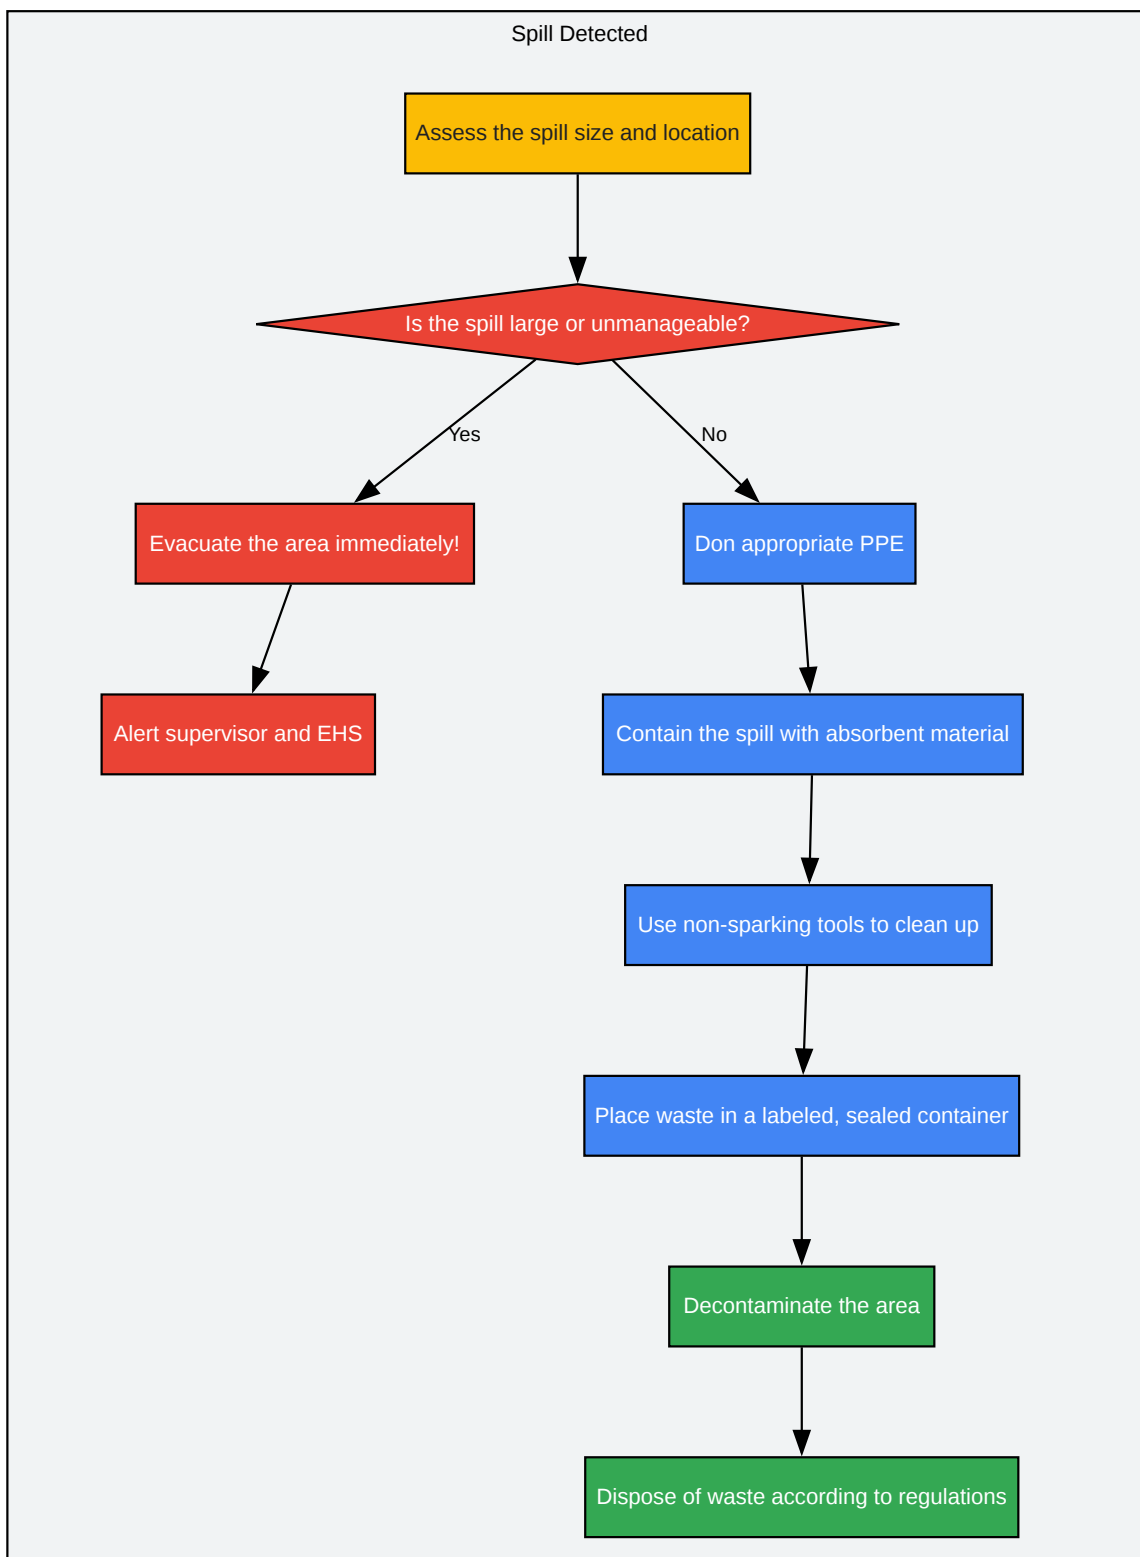 Spill Detected
Assess the spill size and location
Is the spill large or unmanageable?
Yes
No
Evacuate the area immediately!
Don appropriate PPE
Alert supervisor and EHS
Contain the spill with absorbent material
Use non-sparking tools to clean up
Place waste in a labeled, sealed container
Decontaminate the area
Dispose of waste according to regulations